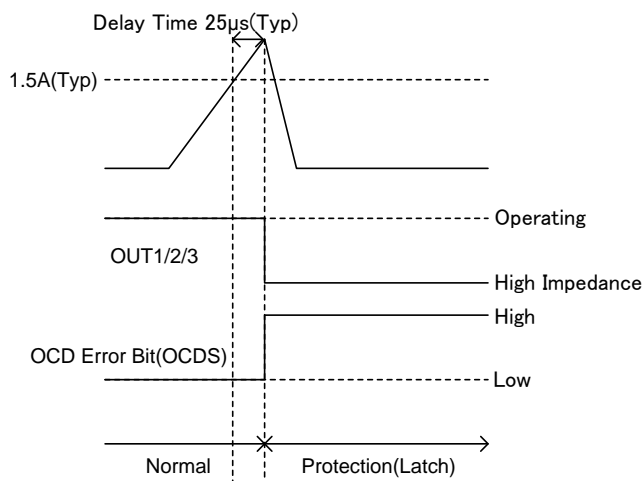 Delay Time 25μs(Typ)
1.5A(Typ)
Operating
OUT1/2/3
High Impedance
High
OCD Error Bit(OCDS)
Low
Normal
Protection(Latch)